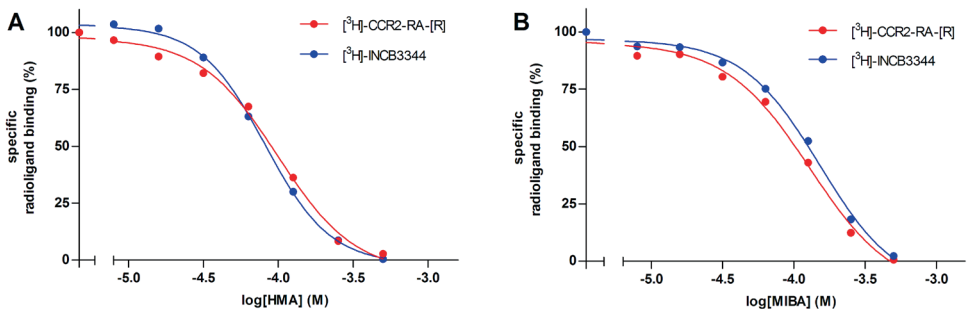 A
[³H]-CCR2-RA-[R]
[³H]-INCB3344
specific
radioligand binding (%)
100
75
50
25
0
-5.0 -4.5 -4.0 -3.5 -3.0
log[HMA] (M)
B
[³H]-CCR2-RA-[R]
[³H]-INCB3344
specific
radioligand binding (%)
100
75
50
25
0
-5.0 -4.5 -4.0 -3.5 -3.0
log[MIBA] (M)